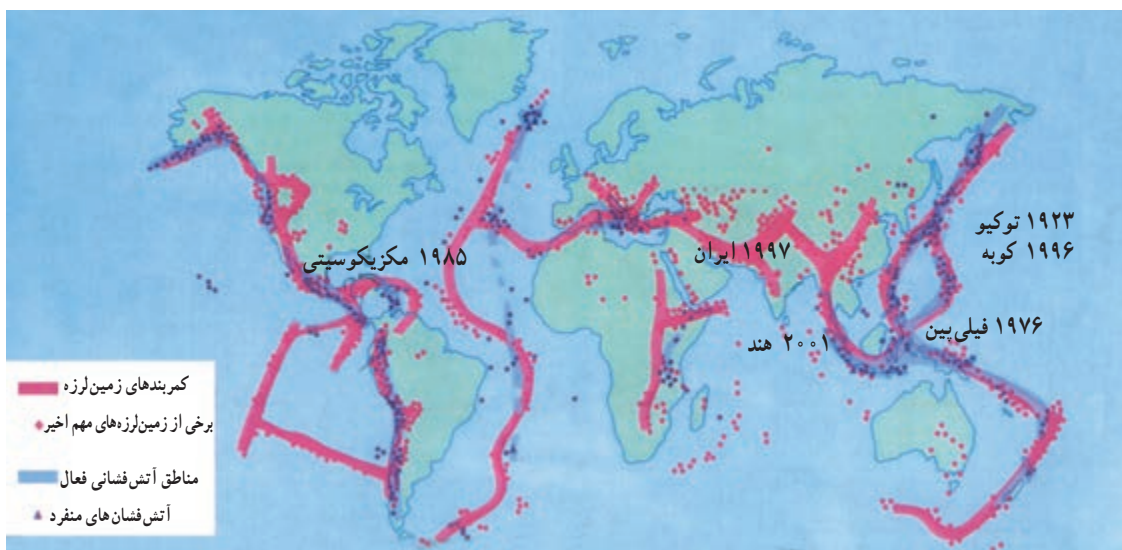 ۱۹۲۳ توکیو
۱۹۹۶ کوبه
۱۹۸۵ مکزیکوسیتی
۱۹۹۷ ایران
۱۹۷۶ فیلی‌پین
۲۰۰۱ هند
کمربندهای زمین‌لرزه
برخی از زمین‌لرزه‌های مهم اخیر
مناطق آتش‌فشانی فعال
آتش‌فشان‌های منفرد